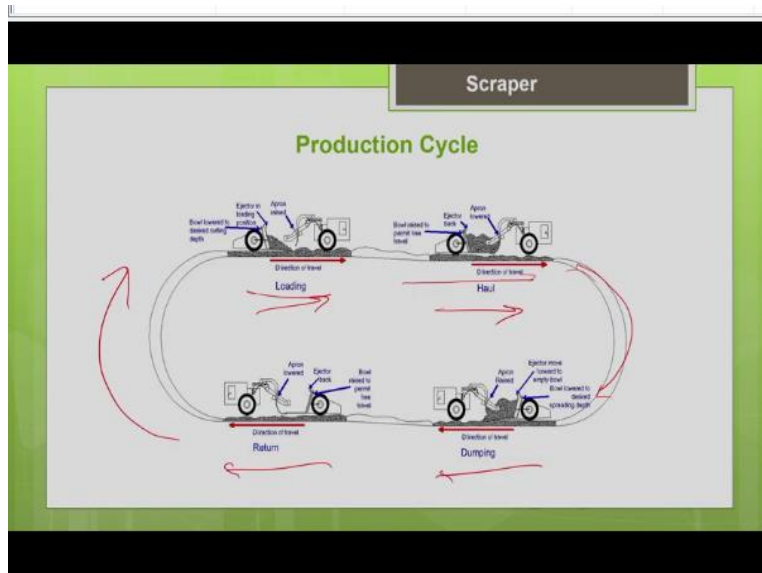 Scraper
Production Cycle
Ejector in
loading
position
Apron
raised
Bowl lowered to
desired cutting
depth
Direction of travel
Loading
Ejector
back
Apron
lowered
Bowl raised to
permit free
travel
Direction of travel
Haul
Apron
lowered
Ejector
back
Bowl
raised to
permit
free
travel
Direction of travel
Return
Apron
Raised
Ejector move
forward to
empty bowl
Bowl lowered to
desired
spreading depth
Direction of travel
Dumping